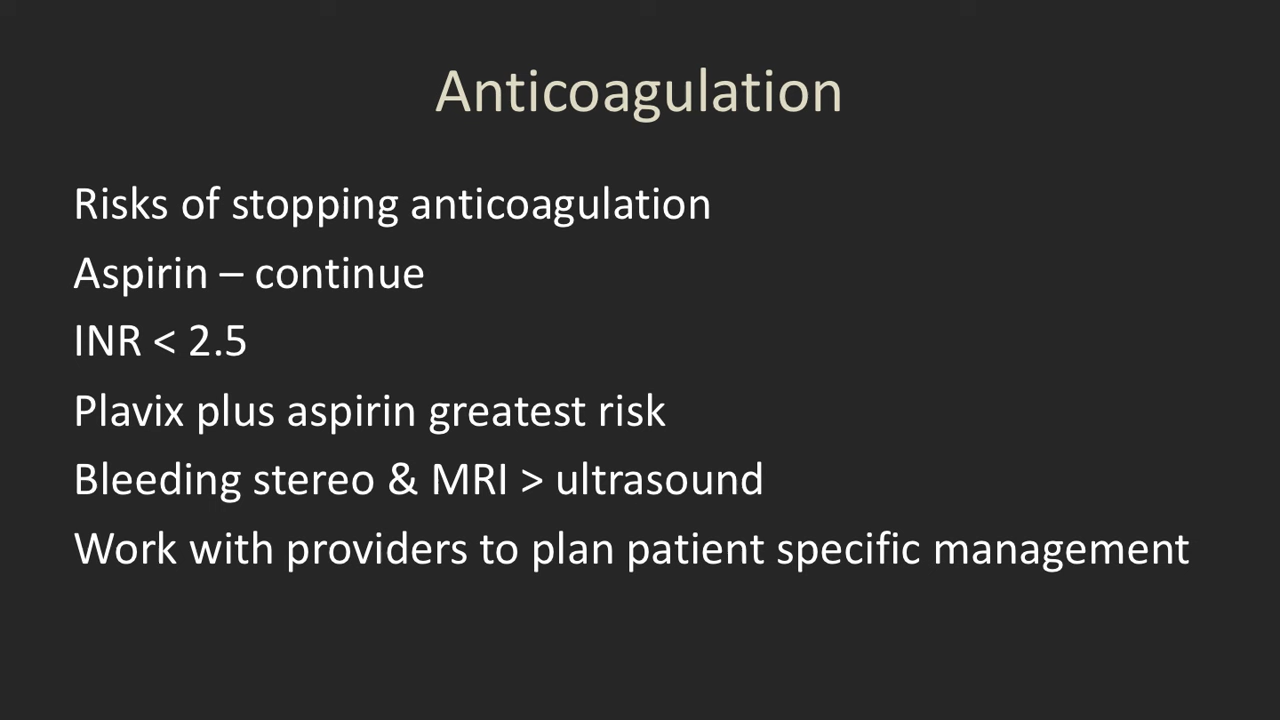 Anticoagulation
Risks of stopping anticoagulation
Aspirin – continue
INR < 2.5
Plavix plus aspirin greatest risk
Bleeding stereo & MRI > ultrasound
Work with providers to plan patient specific management